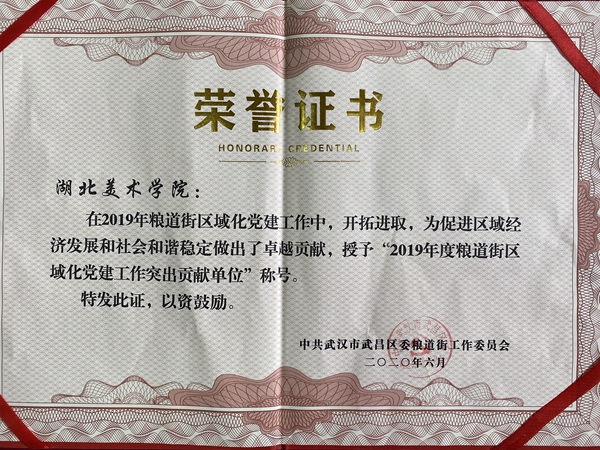 荣誉证书
HONORARY CREDENTIAL
湖北美术学院：
在2019年粮道街区域化党建工作中，开拓进取，为促进区域经
济发展和社会和谐稳定做出了卓越贡献，授予“2019年度粮道街区
域化党建工作突出贡献单位”称号。
特发此证，以资鼓励。
中共武汉市武昌区委粮道街工作委员会
二〇二〇年六月